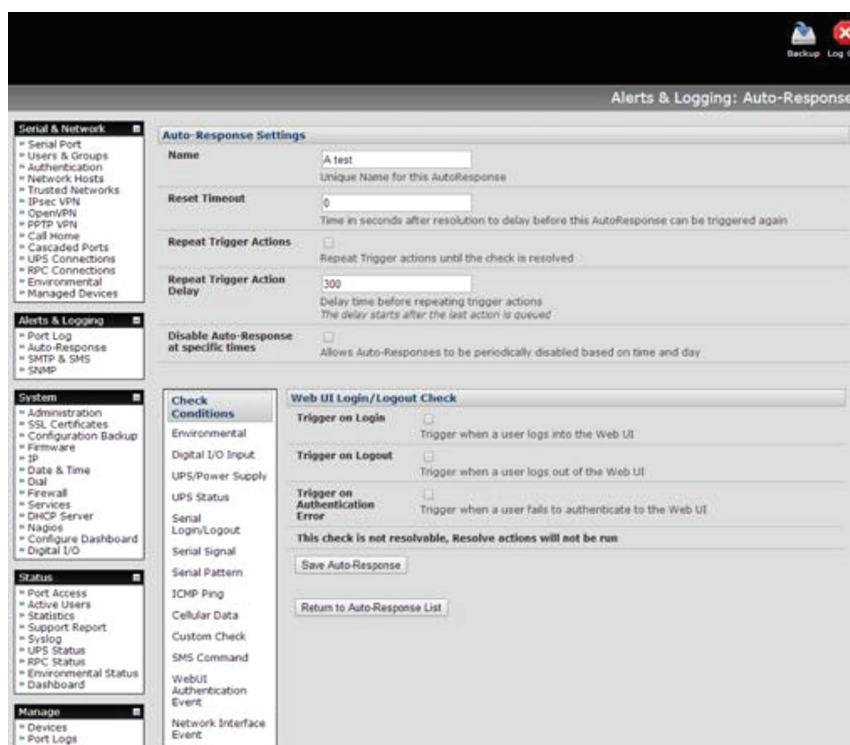 Backup Log
Alerts & Logging: Auto-Response
Serial & Network
Serial Port
Users & Groups
Authentication
Network Hosts
Trusted Networks
IPsec VPN
OpenVPN
PPTP VPN
Call Home
Cascaded Ports
UPS Connections
RPC Connections
Environmental
Managed Devices
Alerts & Logging
Port Log
Auto-Response
SMTP & SMS
SNMP
System
Administration
SSL Certificates
Configuration Backup
Firmware
IP
Date & Time
Dial
Firewall
Services
DHCP Server
Nagios
Configure Dashboard
Digital I/O
Status
Port Access
Active Users
Statistics
Support Report
Syslog
UPS Status
RPC Status
Environmental Status
Dashboard
Manage
Devices
Port Logs
Auto-Response Settings
Name
A test
Unique Name for this AutoResponse
Reset Timeout
0
Time in seconds after resolution to delay before this AutoResponse can be triggered again
Repeat Trigger Actions
Repeat Trigger actions until the check is resolved
Repeat Trigger Action
Delay
300
Delay time before repeating trigger actions
The delay starts after the last action is queued
Disable Auto-Response
at specific times
Allows Auto-Responses to be periodically disabled based on time and day
Check
Conditions
Environmental
Digital I/O Input
UPS/Power Supply
UPS Status
Serial
Login/Logout
Serial Signal
Serial Pattern
ICMP Ping
Cellular Data
Custom Check
SMS Command
WebUI
Authentication
Event
Network Interface
Event
Web UI Login/Logout Check
Trigger on Login
Trigger when a user logs into the Web UI
Trigger on Logout
Trigger when a user logs out of the Web UI
Trigger on
Authentication
Error
Trigger when a user fails to authenticate to the Web UI
This check is not resolvable, Resolve actions will not be run
Save Auto-Response
Return to Auto-Response List